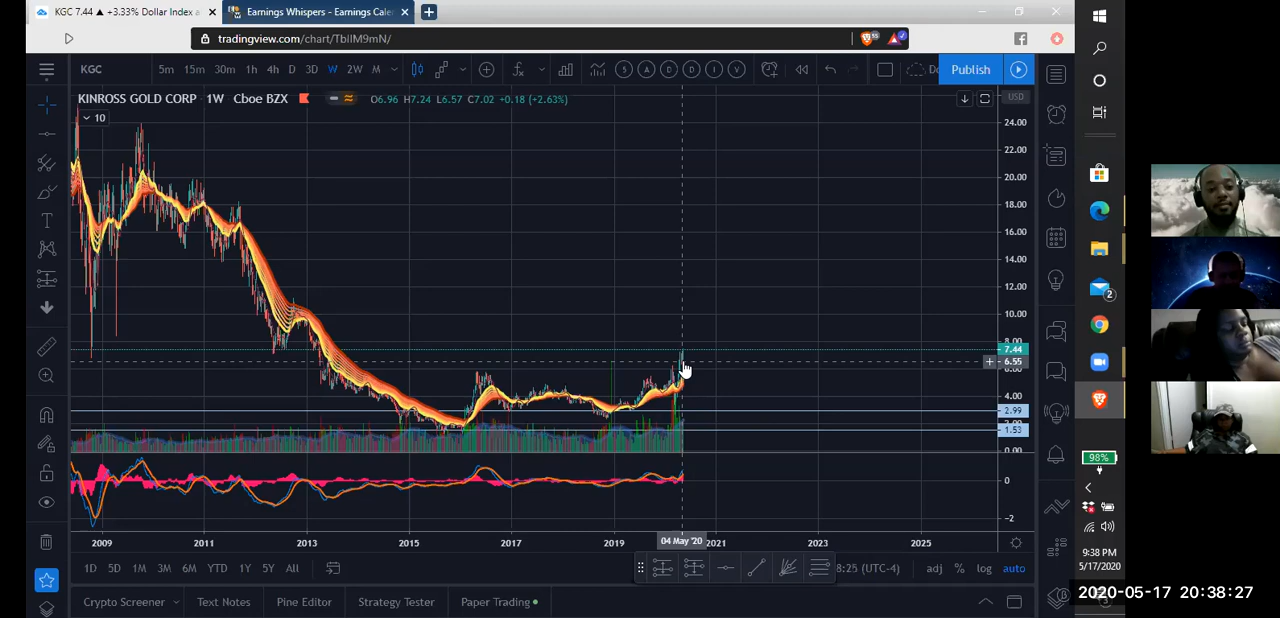 KGC 7.44 ▲ +3.33% Dollar Index a
Earnings Whispers - Earnings Cale
tradingview.com/chart/TbIIM9mN/
55
KGC
5m 15m 30m 1h 4h D 3D W 2W M
S A D D I V
Publish
KINROSS GOLD CORP 1W Cboe BZX
O6.96 H7.24 L6.57 C7.02 +0.18 (+2.63%)
USD
10
24.00
22.00
20.00
18.00
16.00
14.00
12.00
10.00
8.00
7.44
6.55
6.00
4.00
2.99
2.00
1.53
0.00
0
−2
2009 2011 2013 2015 2017 2019 04 May '20 2021 2023 2025
1D 5D 1M 3M 6M YTD 1Y 5Y All
8:25 (UTC-4)
adj % log auto
Crypto Screener Text Notes Pine Editor Strategy Tester Paper Trading
2
98%
9:38 PM
5/17/2020
2020-05-17 20:38:27